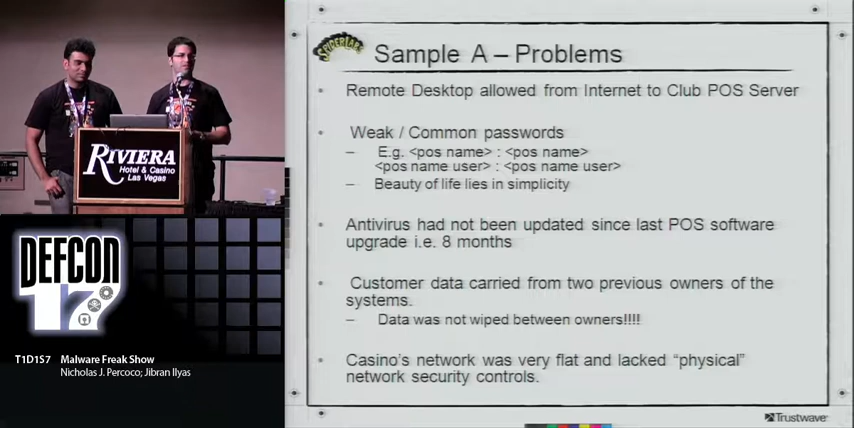 SPIDERLABS
Sample A – Problems
Remote Desktop allowed from Internet to Club POS Server
Weak / Common passwords
– E.g. <pos name> : <pos name>
<pos name user> : <pos name user>
– Beauty of life lies in simplicity
Antivirus had not been updated since last POS software
upgrade i.e. 8 months
Customer data carried from two previous owners of the
systems.
– Data was not wiped between owners!!!!
Casino's network was very flat and lacked “physical”
network security controls.
Trustwave
RIVIERA
Hotel & Casino
Las Vegas
DEFCON
17
T1D1S7 Malware Freak Show
Nicholas J. Percoco; Jibran Ilyas